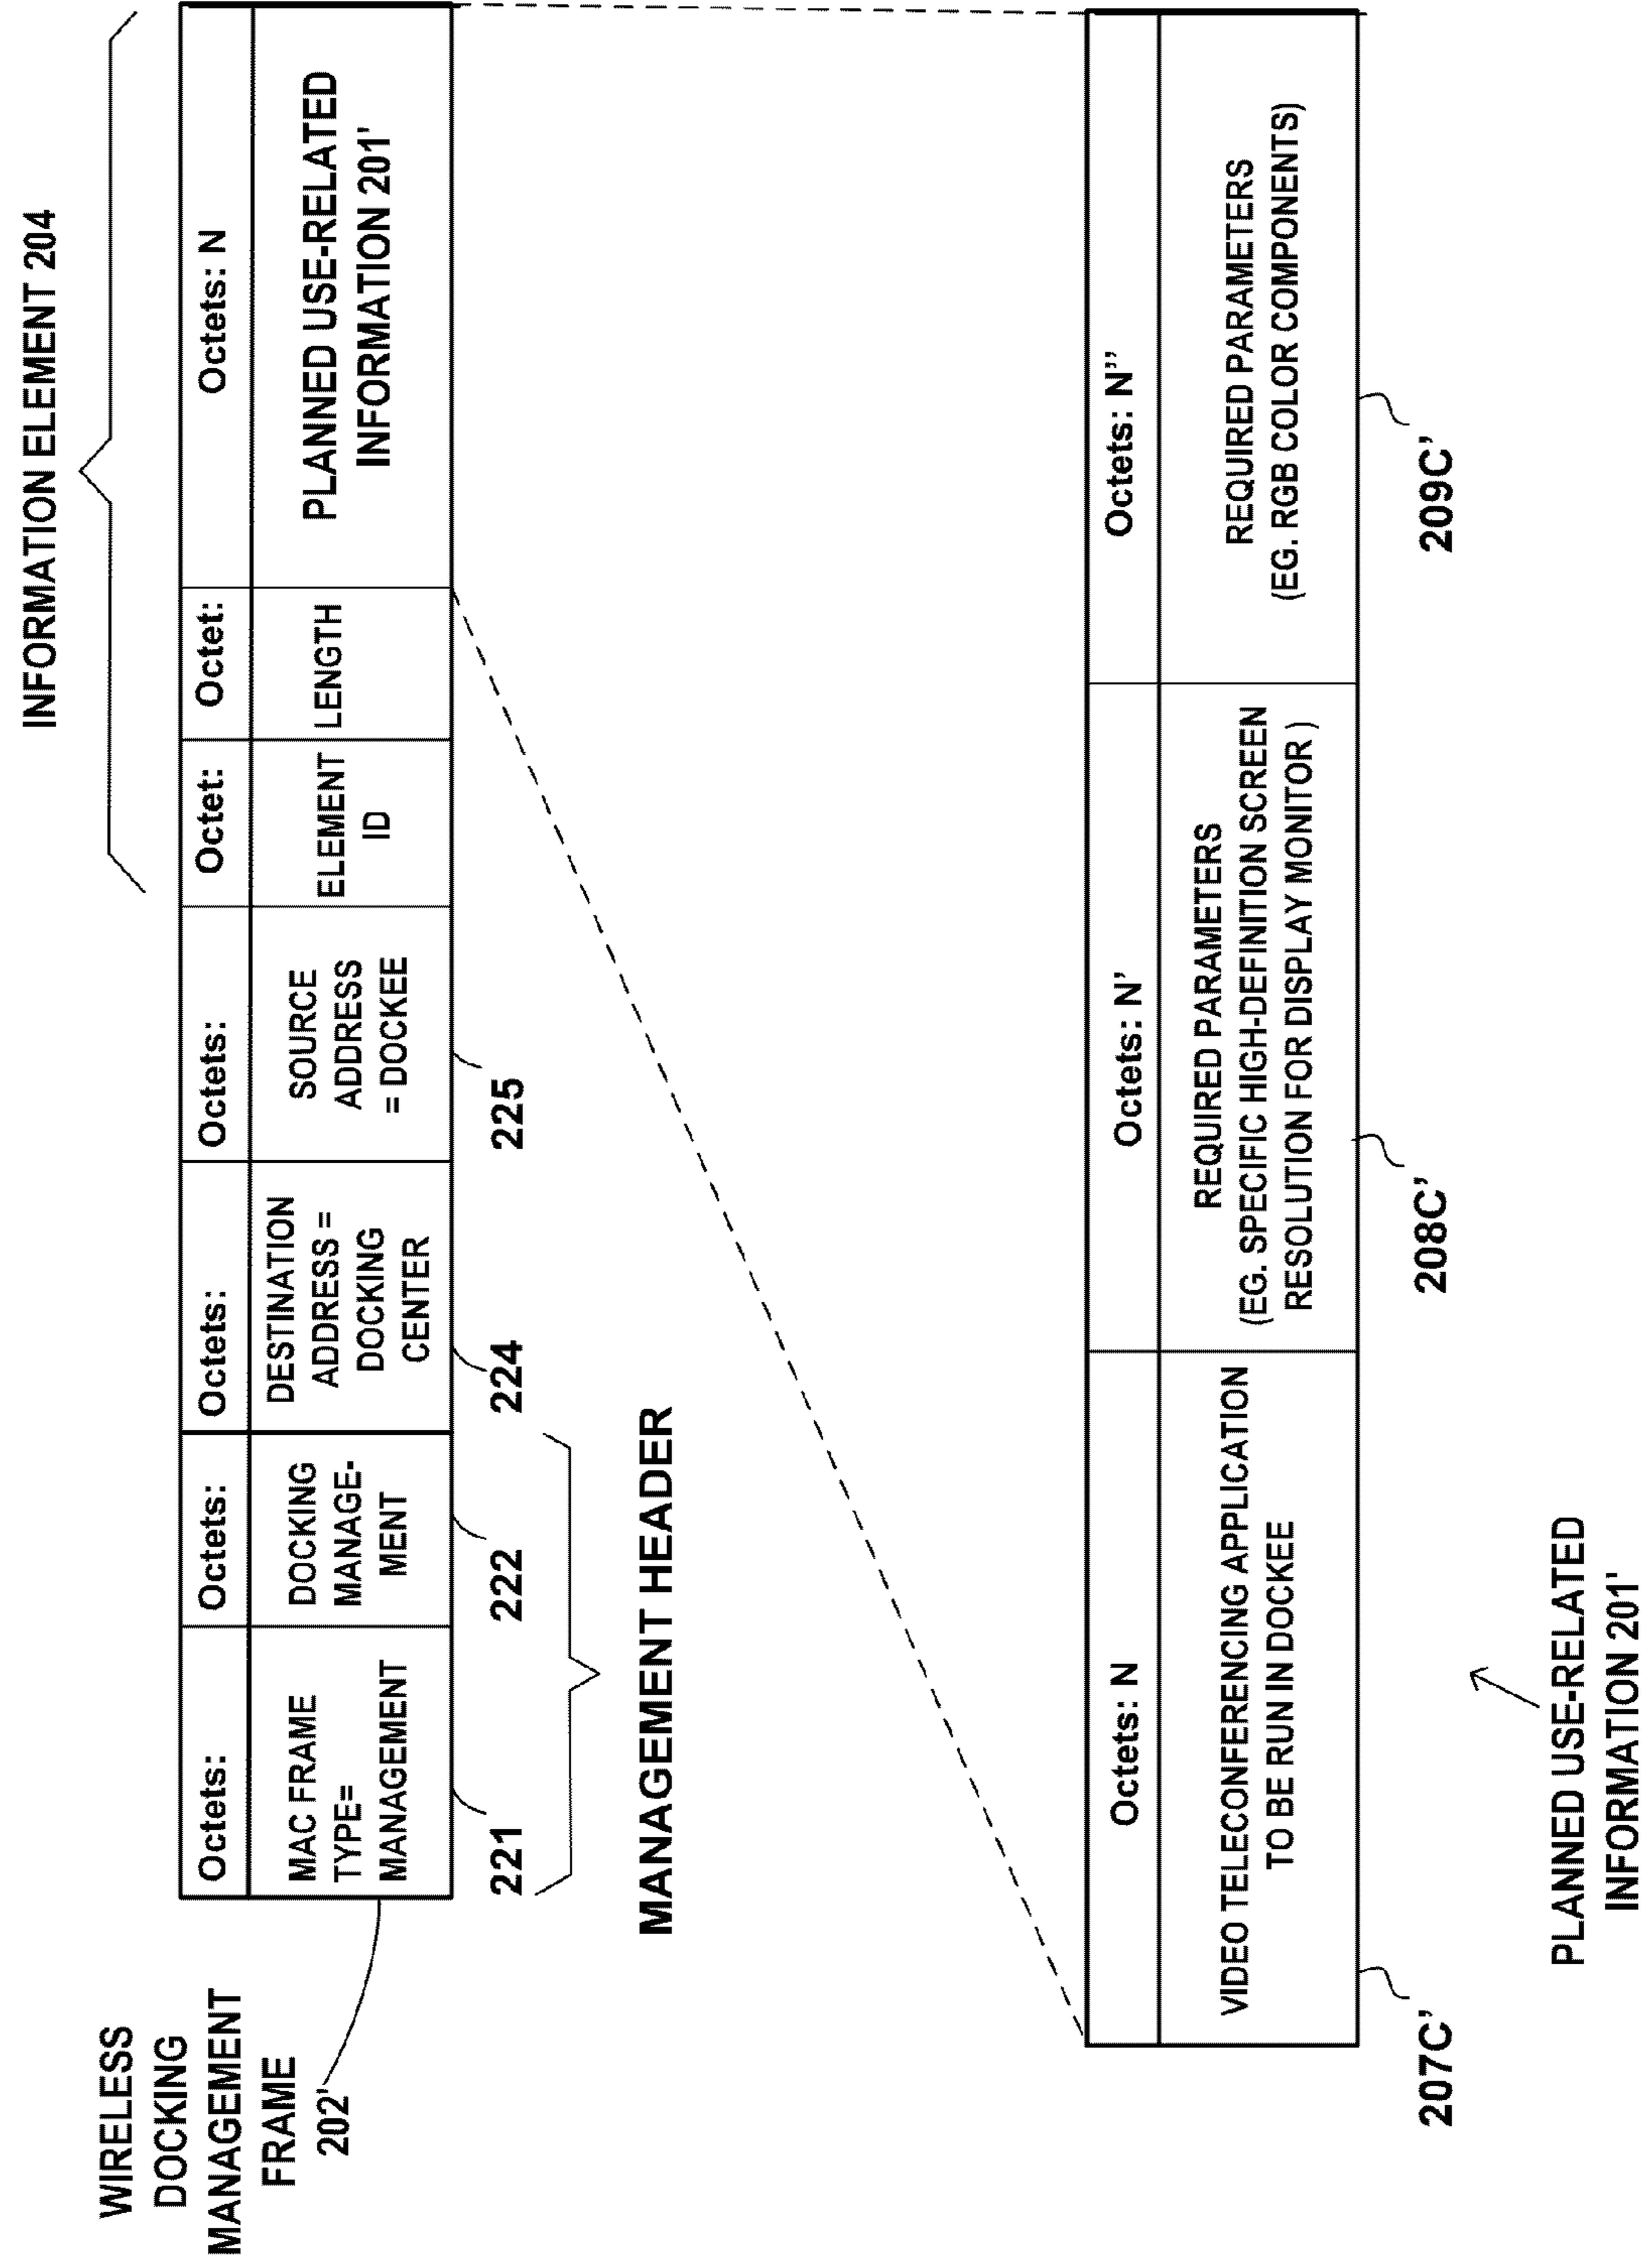 INFORMATION ELEMENT 204
WIRELESS
DOCKING
MANAGEMENT
FRAME
202'
Octets:
MAC FRAME
TYPE=
MANAGEMENT
221
Octets:
DOCKING
MANAGE-
MENT
222
Octets:
DESTINATION
ADDRESS =
DOCKING
CENTER
224
Octets:
SOURCE
ADDRESS
= DOCKEE
225
Octet:
ELEMENT
ID
Octet:
LENGTH
Octets: N
PLANNED USE-RELATED
INFORMATION 201'
MANAGEMENT HEADER
Octets: N
VIDEO TELECONFERENCING APPLICATION
TO BE RUN IN DOCKEE
207C’
Octets: N’
REQUIRED PARAMETERS
(EG. SPECIFIC HIGH-DEFINITION SCREEN
RESOLUTION FOR DISPLAY MONITOR )
208C’
Octets: N’’
REQUIRED PARAMETERS
(EG. RGB COLOR COMPONENTS)
209C’
PLANNED USE-RELATED
INFORMATION 201'